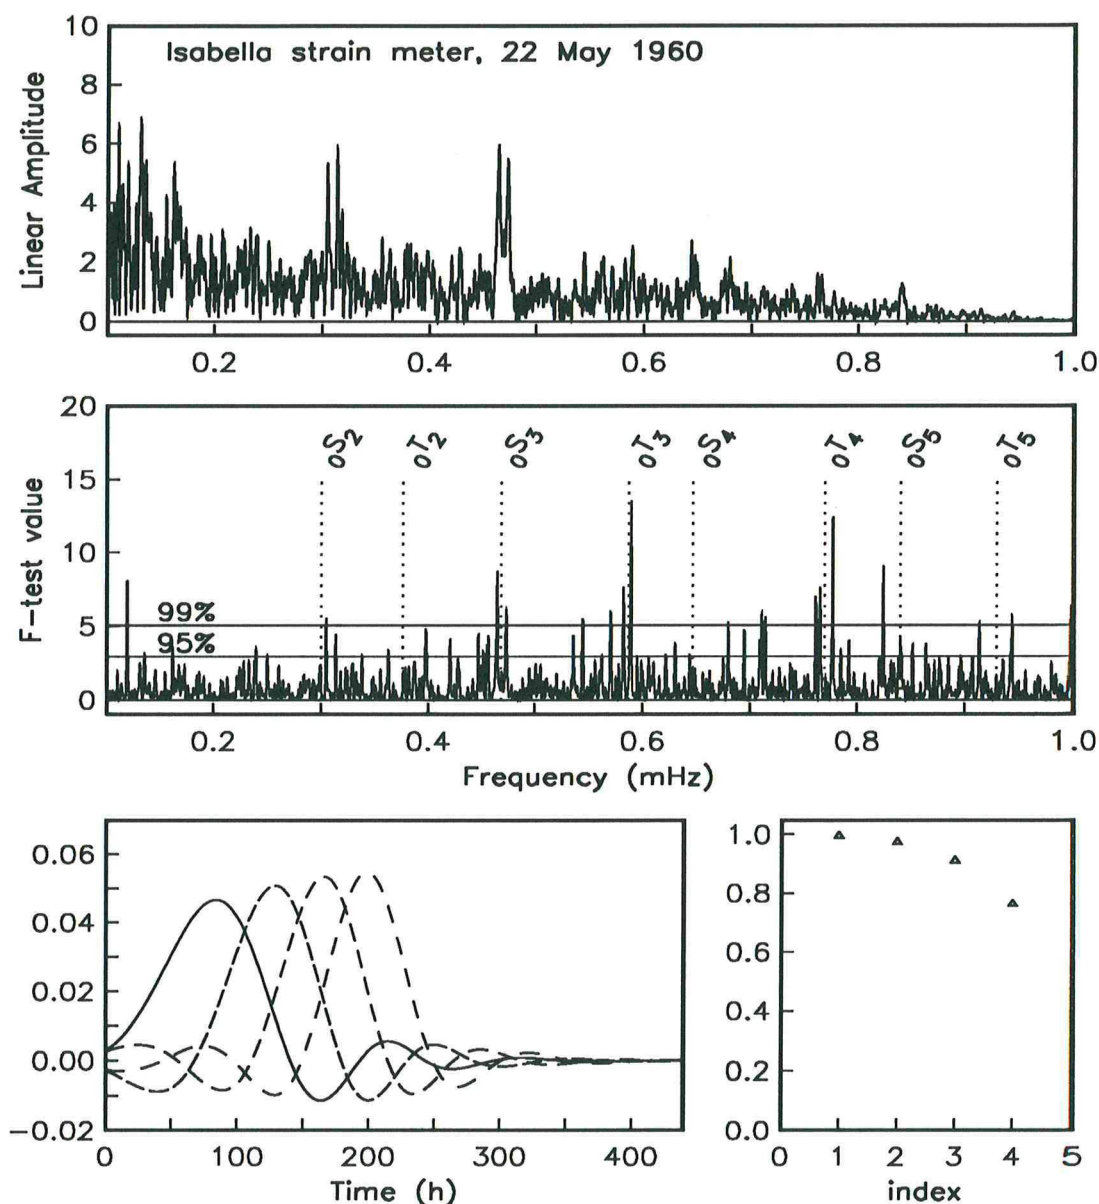 Isabella strain meter, 22 May 1960
Linear Amplitude
10
8
6
4
2
0
0.2 0.4 0.6 0.8 1.0
F-test value
20
15
10
5
0
99%
95%
0S2 0T2 0S3 0T3 0S4 0T4 0S5 0T5
0.2 0.4 0.6 0.8 1.0
Frequency (mHz)
0.06
0.04
0.02
0.00
-0.02
0 100 200 300 400
Time (h)
1.0
0.8
0.6
0.4
0.2
0.0
0 1 2 3 4 5
index